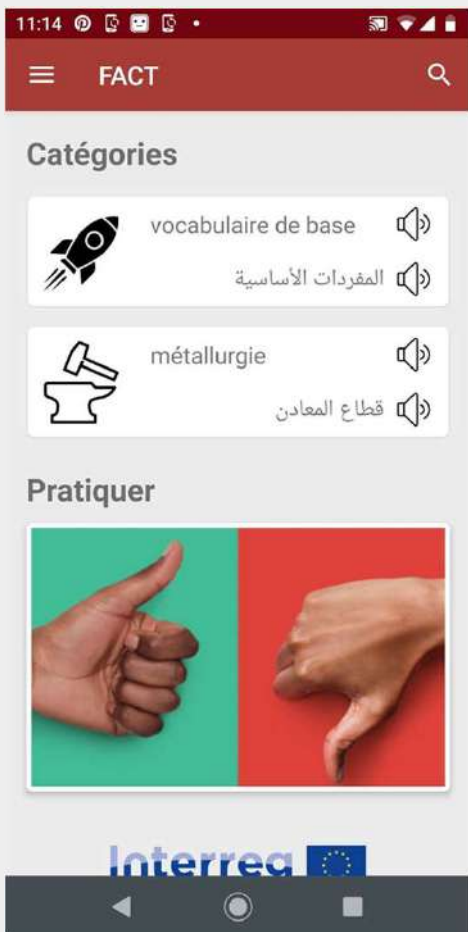 11:14
FACT
Catégories
vocabulaire de base
المفردات الأساسية
métallurgie
قطاع المعادن
Pratiquer
Interreg